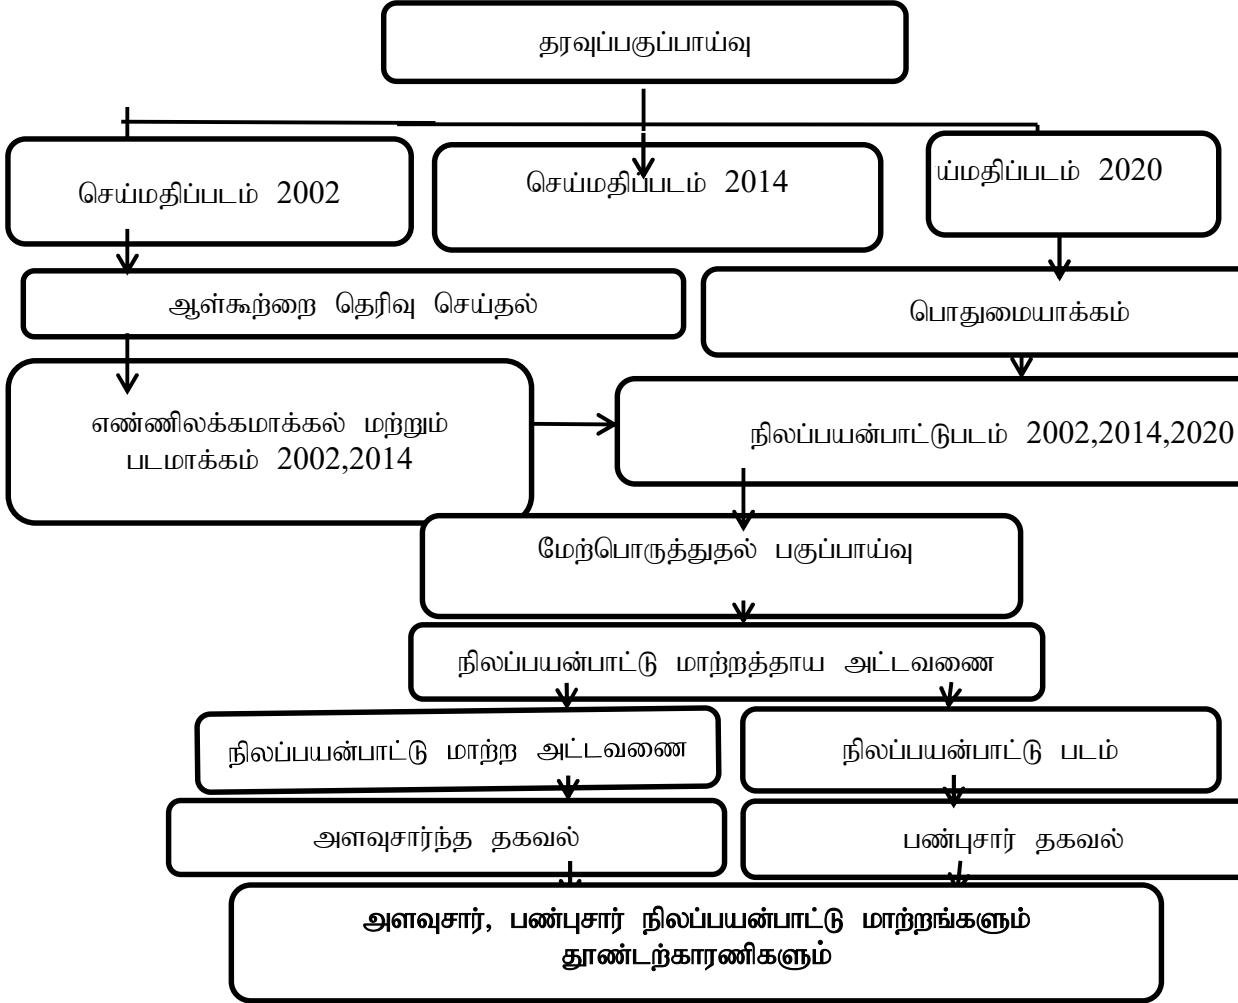 தரவுப்பகுப்பாய்வு
செய்மதிப்படம் 2002
செய்மதிப்படம் 2014
ய்மதிப்படம் 2020
ஆள்கூற்றை தெரிவு செய்தல்
பொதுமையாக்கம்
எண்ணிலக்கமாக்கல் மற்றும்
படமாக்கம் 2002,2014
நிலப்பயன்பாட்டுபடம் 2002,2014,2020
மேற்பொருத்துதல் பகுப்பாய்வு
நிலப்பயன்பாட்டு மாற்றத்தாய அட்டவணை
நிலப்பயன்பாட்டு மாற்ற அட்டவணை
நிலப்பயன்பாட்டு படம்
அளவுசார்ந்த தகவல்
பண்புசார் தகவல்
அளவுசார், பண்புசார் நிலப்பயன்பாட்டு மாற்றங்களும்
தூண்டற்காரணிகளும்